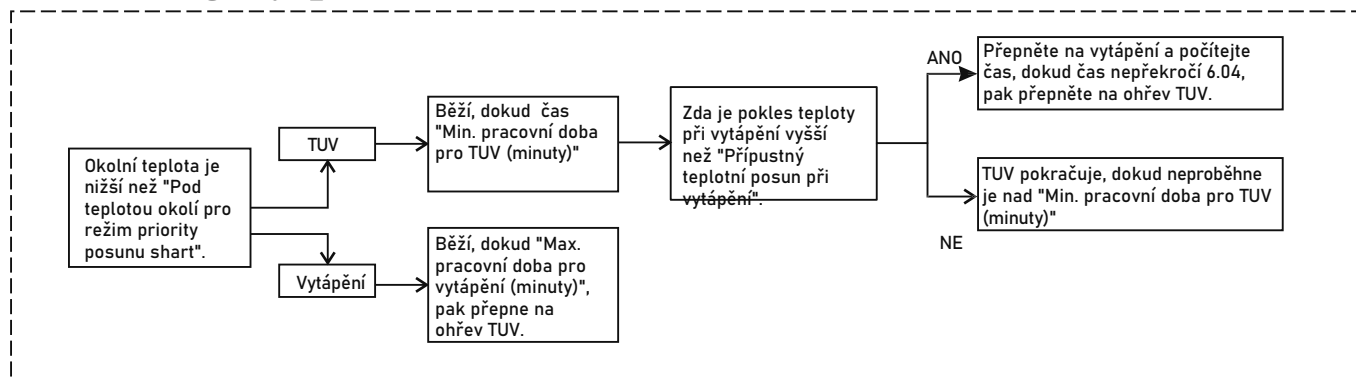 Okolní teplota je
nižší než "Pod
teplotou okolí pro
režim priority
posunu shart".
TUV
Vytápění
Běží, dokud čas
"Min. pracovní doba
pro TUV (minuty)"
Běží, dokud "Max.
pracovní doba pro
vytápění (minuty)",
pak přepne na
ohřev TUV.
Zda je pokles teploty
při vytápění vyšší
než "Přípustný
teplotní posun při
vytápění".
ANO
Přepněte na vytápění a počítejte
čas, dokud čas nepřekročí 6.04,
pak přepněte na ohřev TUV.
NE
TUV pokračuje, dokud neproběhne
je nad "Min. pracovní doba pro TUV
(minuty)"